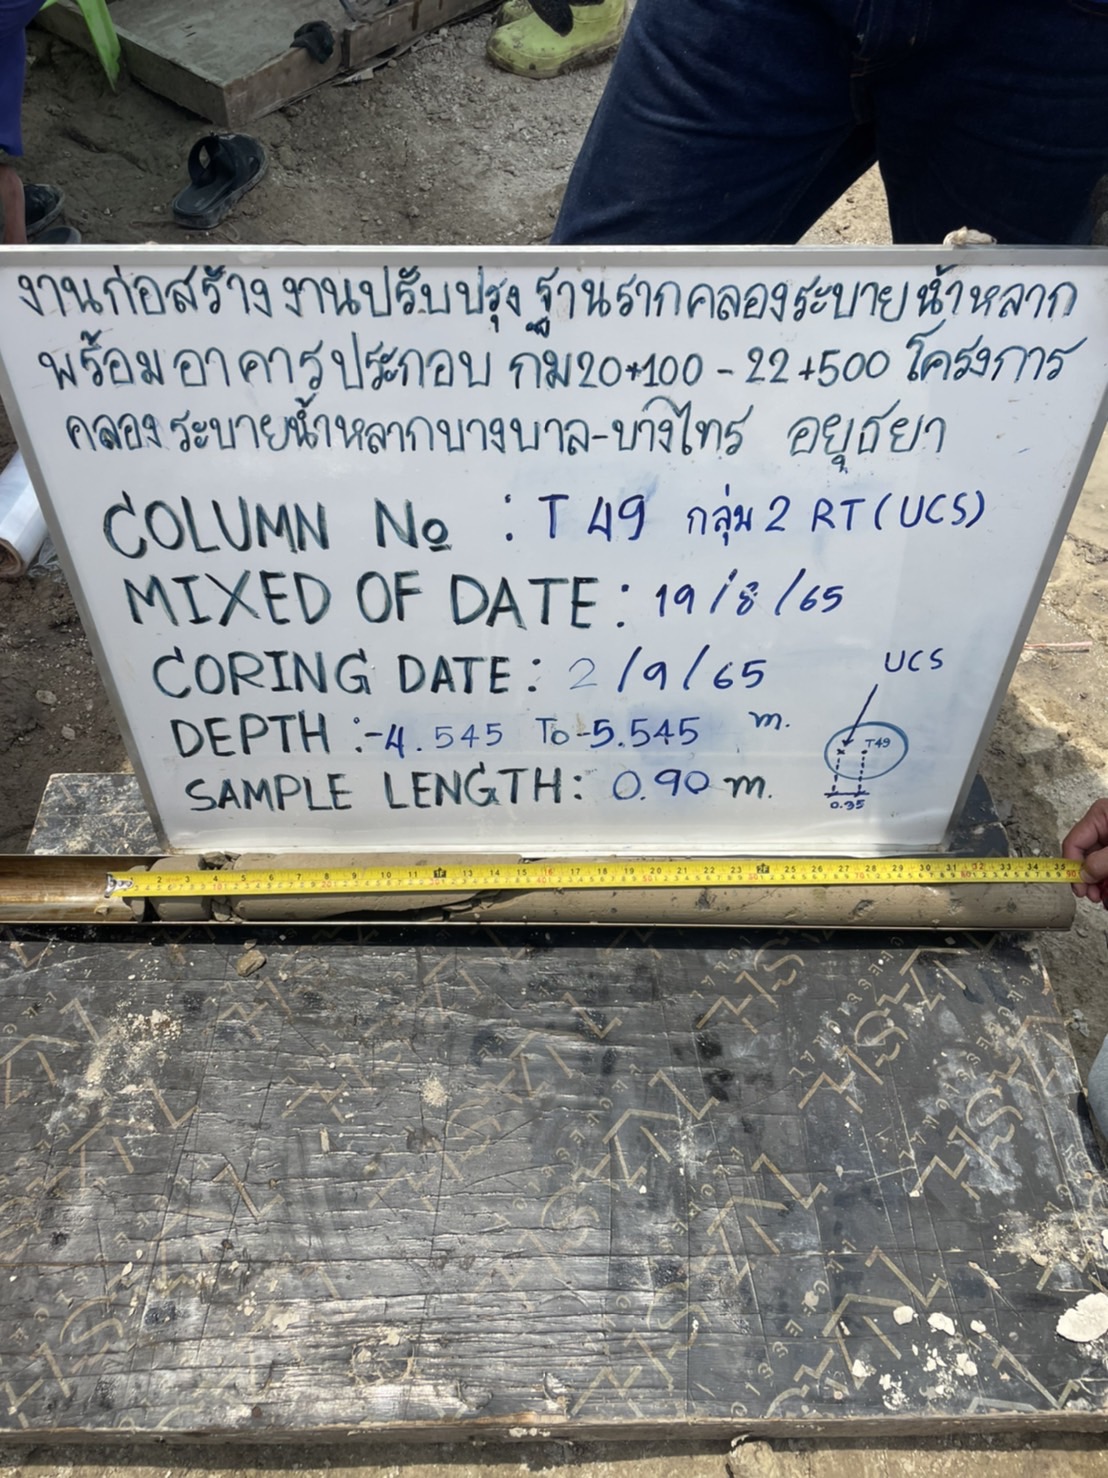 งานก่อสร้าง งานปรับปรุง ฐานรากคลองระบายน้ำหลาก
พร้อมอาคารประกอบ กม20+100 - 22+500 โครงการ
คลองระบายน้ำหลากบางบาล-บางไทร อยุธยา
COLUMN No : T 49 กลุ่ม 2 RT (UCS)
MIXED OF DATE : 19/8/65
CORING DATE : 2/9/65
UCS
DEPTH : -4.545 To -5.545 m.
T49
SAMPLE LENGTH : 0.90 m.
0.35